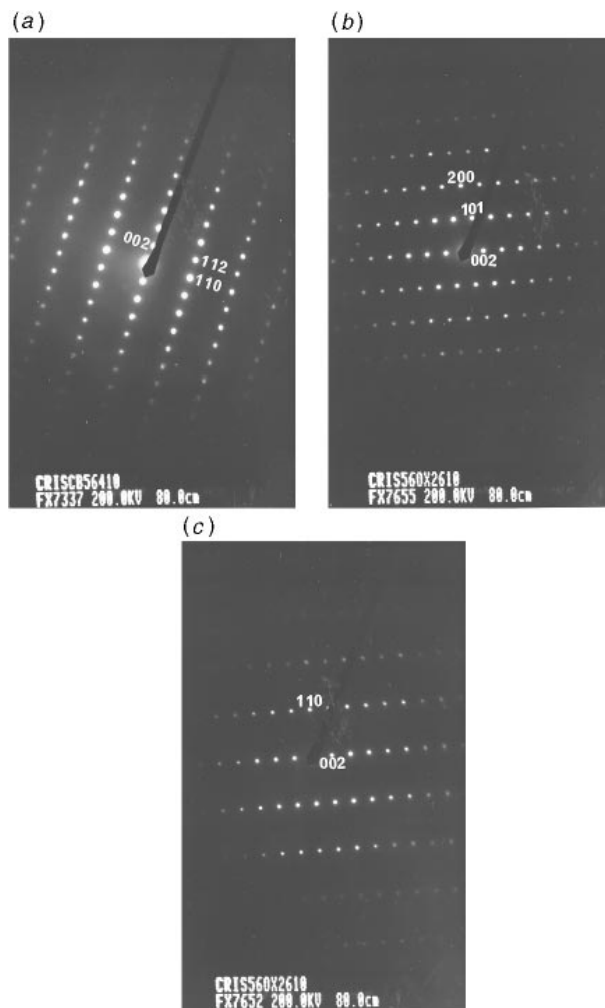 (a)
(b)
002
112
110
CRISCB56410
FX7337 200.0KV 80.0cm
200
101
002
CRIS560X2610
FX7655 200.0KV 80.0cm
(c)
110
002
CRIS560X2610
FX7652 200.0KV 80.0cm